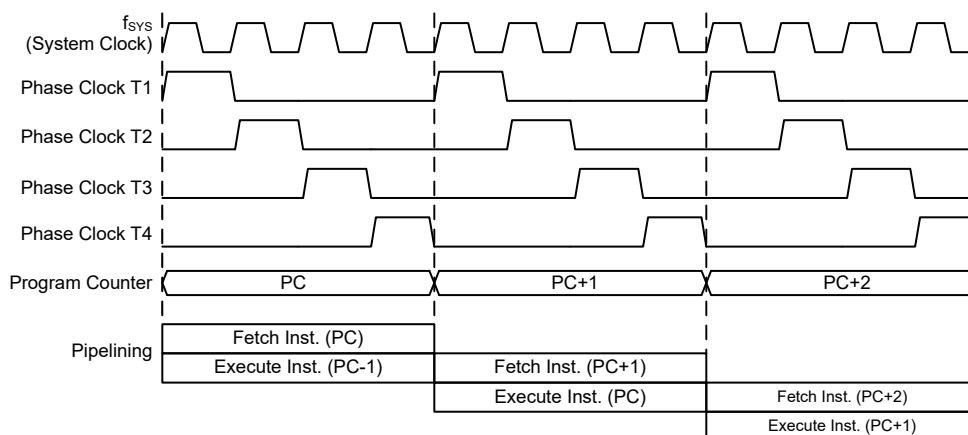 fSYS
(System Clock)
Phase Clock T1
Phase Clock T2
Phase Clock T3
Phase Clock T4
Program Counter PC PC+1 PC+2
Pipelining
Fetch Inst. (PC)
Execute Inst. (PC-1) Fetch Inst. (PC+1)
Execute Inst. (PC) Fetch Inst. (PC+2)
Execute Inst. (PC+1)